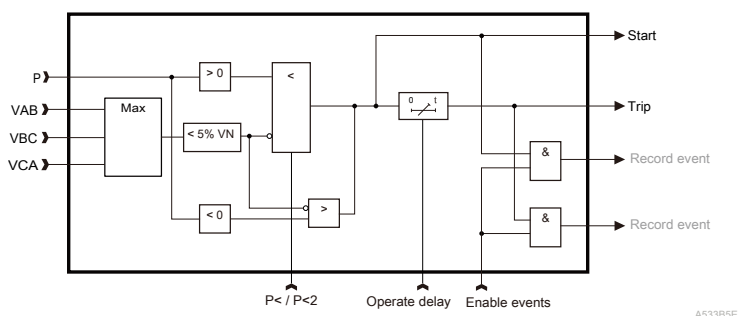 Start
> 0
<
P
Max
0 t
Trip
VAB
VBC
< 5% VN
&
Record event
VCA
< 0
>
&
Record event
P< / P<2
Operate delay
Enable events
A533B5E